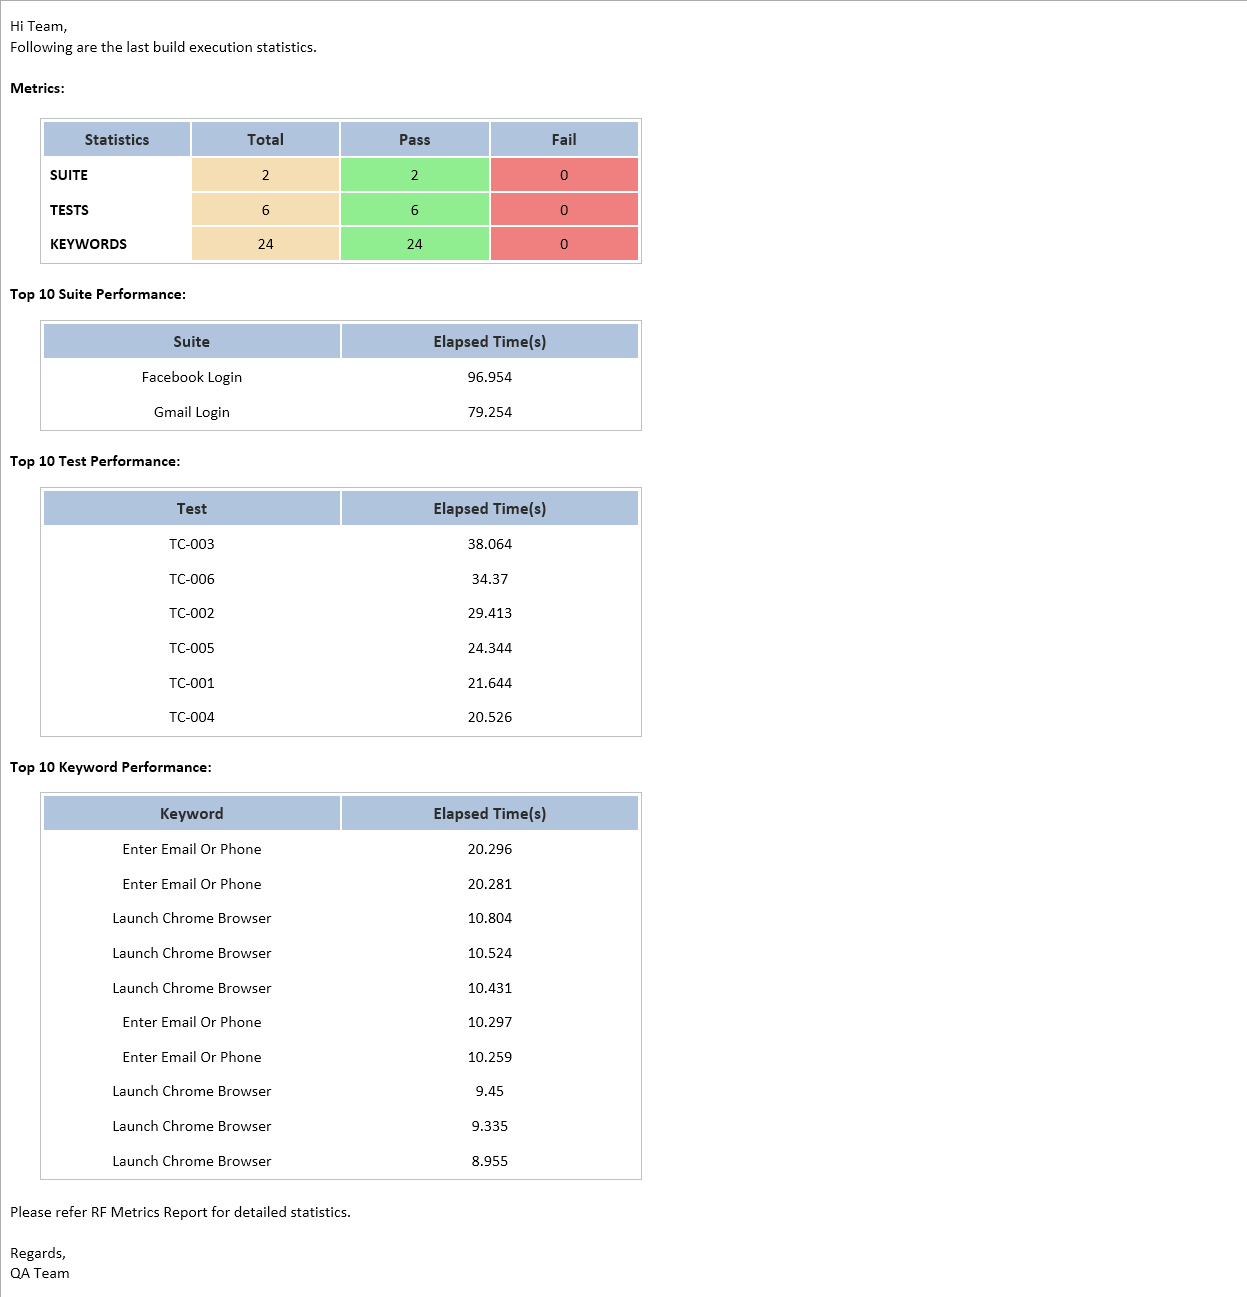 Hi Team,
Following are the last build execution statistics.
Metrics:
Statistics Total Pass Fail
SUITE 2 2 0
TESTS 6 6 0
KEYWORDS 24 24 0
Top 10 Suite Performance:
Suite Elapsed Time(s)
Facebook Login 96.954
Gmail Login 79.254
Top 10 Test Performance:
Test Elapsed Time(s)
TC-003 38.064
TC-006 34.37
TC-002 29.413
TC-005 24.344
TC-001 21.644
TC-004 20.526
Top 10 Keyword Performance:
Keyword Elapsed Time(s)
Enter Email Or Phone 20.296
Enter Email Or Phone 20.281
Launch Chrome Browser 10.804
Launch Chrome Browser 10.524
Launch Chrome Browser 10.431
Enter Email Or Phone 10.297
Enter Email Or Phone 10.259
Launch Chrome Browser 9.45
Launch Chrome Browser 9.335
Launch Chrome Browser 8.955
Please refer RF Metrics Report for detailed statistics.
Regards,
QA Team